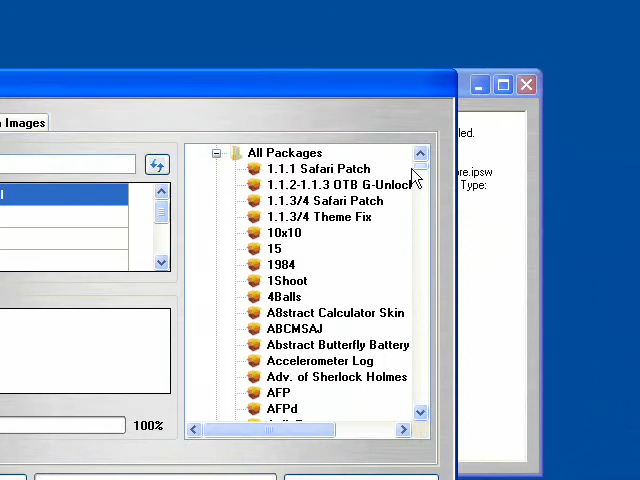 Images
All Packages
1.1.1 Safari Patch
1.1.2-1.1.3 OTB G-Unlock
1.1.3/4 Safari Patch
1.1.3/4 Theme Fix
10x10
15
1984
1Shoot
4Balls
A8stract Calculator Skin
ABCMSAJ
Abstract Butterfly Battery
Accelerometer Log
Adv. of Sherlock Holmes
AFP
AFPd
100%
led.
ore.ipsw
Type: